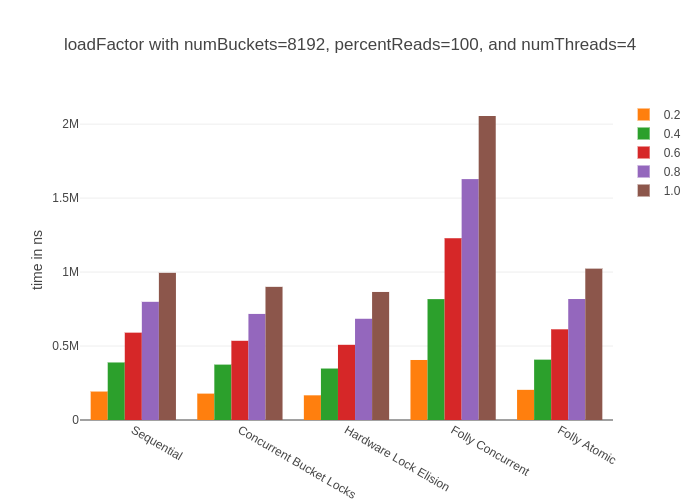 loadFactor with numBuckets=8192, percentReads=100, and numThreads=4
0.2
0.4
0.6
0.8
1.0
time in ns
2M
1.5M
1M
0.5M
0
Sequential
Concurrent Bucket Locks
Hardware Lock Elision
Folly Concurrent
Folly Atomic